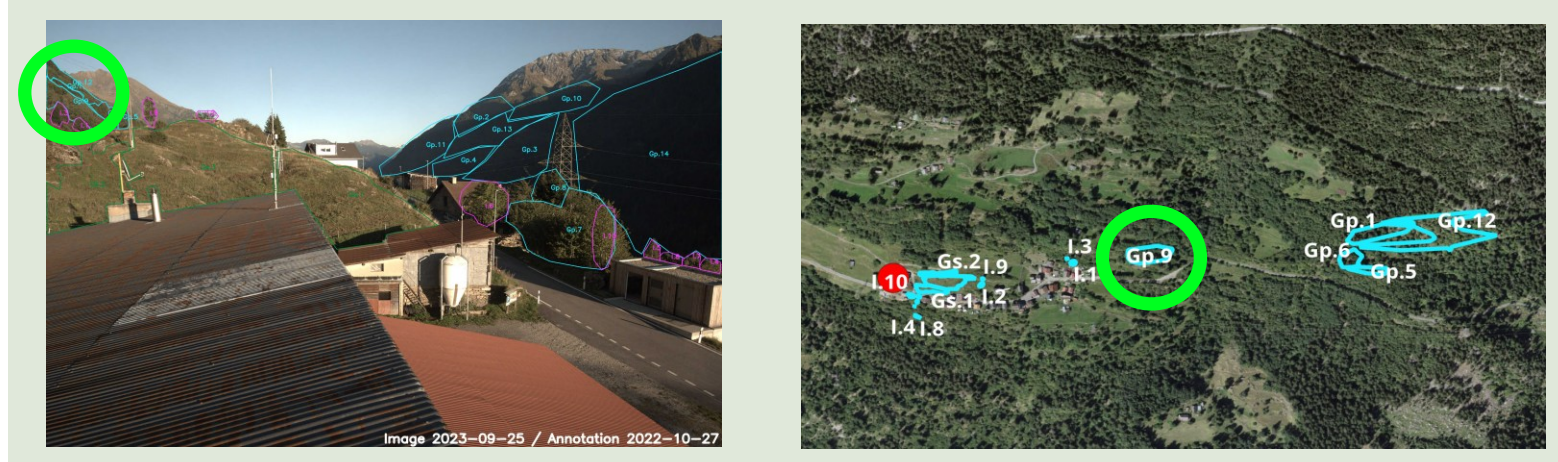 Gp.10
Gp.2
Gp.13
Gp.11
Gp.3
Gp.4
Gp.14
Gp.8
Gp.7
Image 2023-09-25 / Annotation 2022-10-27
Gp.1 Gp.12
I.3
Gp.9
Gp.6
Gs.2 I.9
I.1
Gp.5
I.10
Gs.1 I.2
I.4 I.8